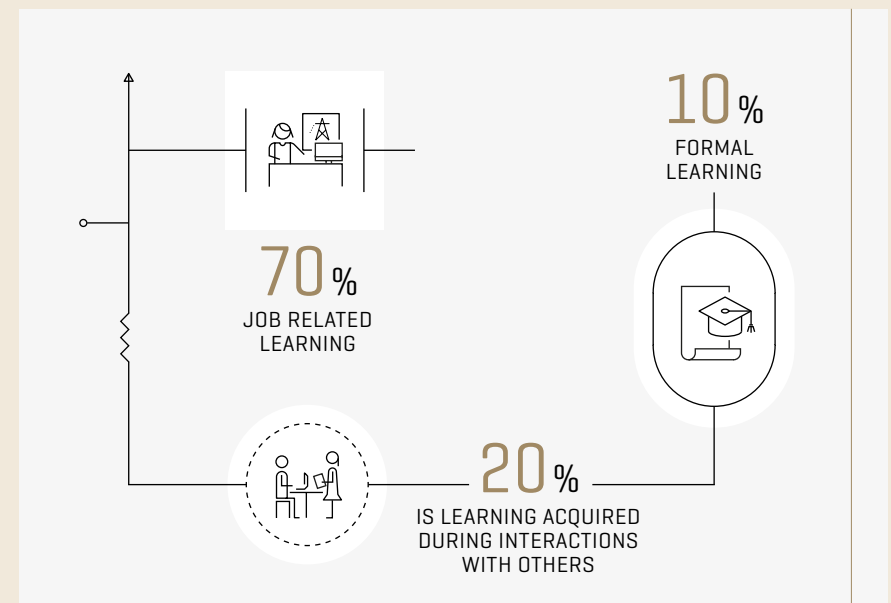 10 %
FORMAL
LEARNING
70 %
JOB RELATED
LEARNING
20 %
IS LEARNING ACQUIRED
DURING INTERACTIONS
WITH OTHERS